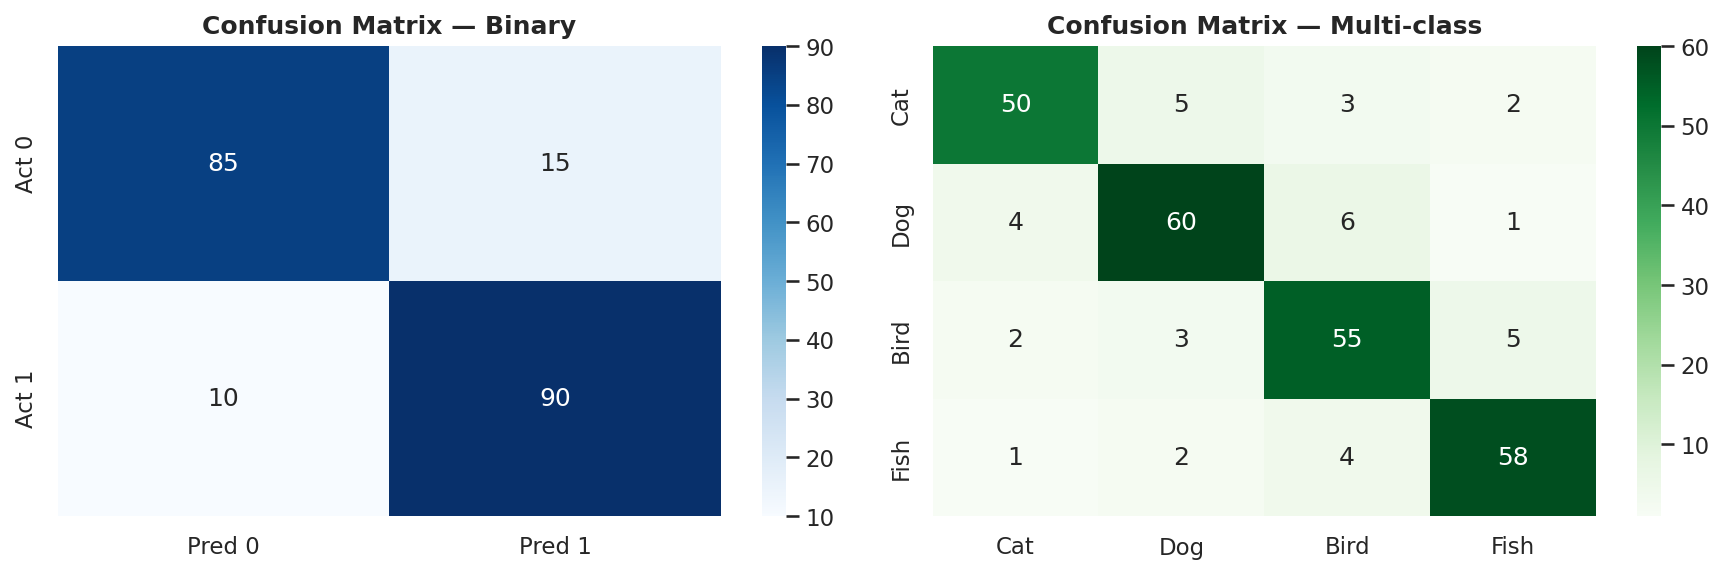 Confusion Matrix — Binary
Act 0
85 15
Act 1
10 90
Pred 0 Pred 1
90
80
70
60
50
40
30
20
10
Confusion Matrix — Multi-class
Cat 50 5 3 2
Dog 4 60 6 1
Bird 2 3 55 5
Fish 1 2 4 58
Cat Dog Bird Fish
60
50
40
30
20
10